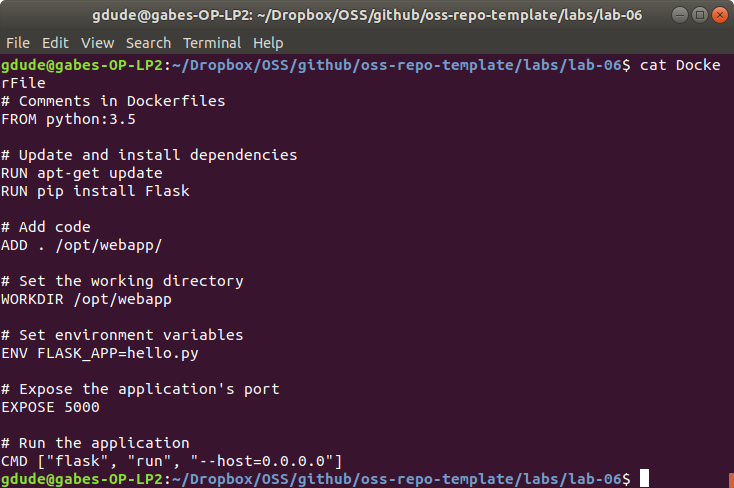 gdude@gabes-OP-LP2: ~/Dropbox/OSS/github/oss-repo-template/labs/lab-06
File Edit View Search Terminal Help
gdude@gabes-OP-LP2:~/Dropbox/OSS/github/oss-repo-template/labs/lab-06$ cat Docke
rFile
# Comments in Dockerfiles
FROM python:3.5

# Update and install dependencies
RUN apt-get update
RUN pip install Flask

# Add code
ADD . /opt/webapp/

# Set the working directory
WORKDIR /opt/webapp

# Set environment variables
ENV FLASK_APP=hello.py

# Expose the application's port
EXPOSE 5000

# Run the application
CMD ["flask", "run", "--host=0.0.0.0"]
gdude@gabes-OP-LP2:~/Dropbox/OSS/github/oss-repo-template/labs/lab-06$